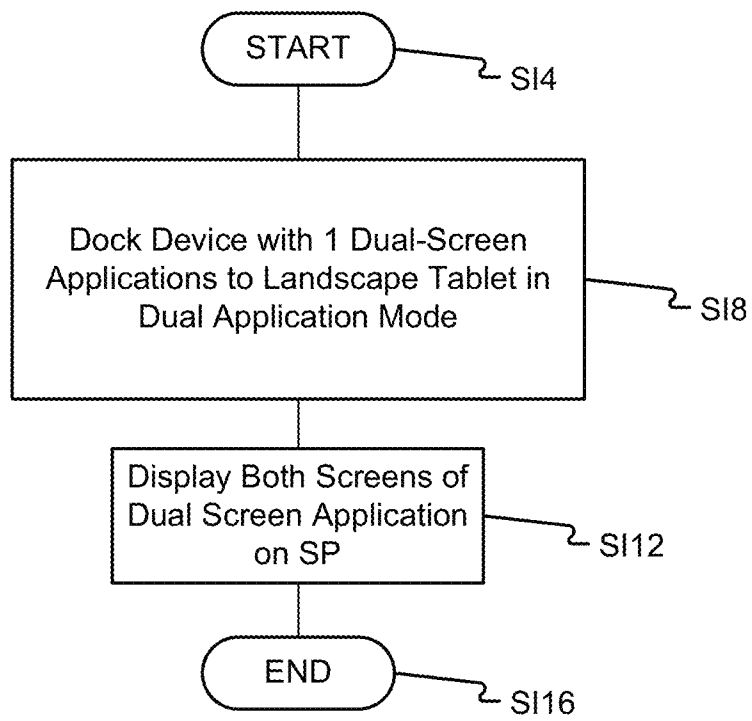 START
SI4
Dock Device with 1 Dual-Screen
Applications to Landscape Tablet in
Dual Application Mode
SI8
Display Both Screens of
Dual Screen Application
on SP
SI12
END
SI16